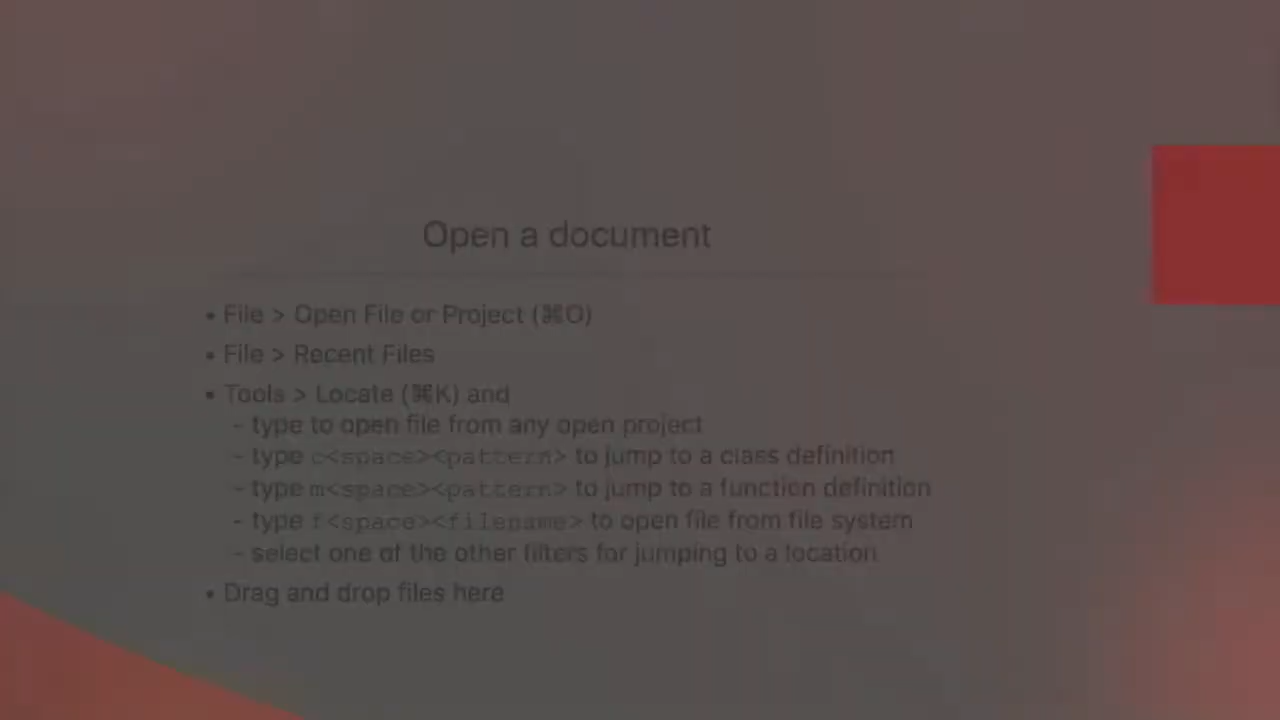 Open a document
• File > Open File or Project (⌘O)
• File > Recent Files
• Tools > Locate (⌘K) and
- type to open file from any open project
- type c<space><pattern> to jump to a class definition
- type m<space><pattern> to jump to a function definition
- type f<space><filename> to open file from file system
- select one of the other filters for jumping to a location
• Drag and drop files here